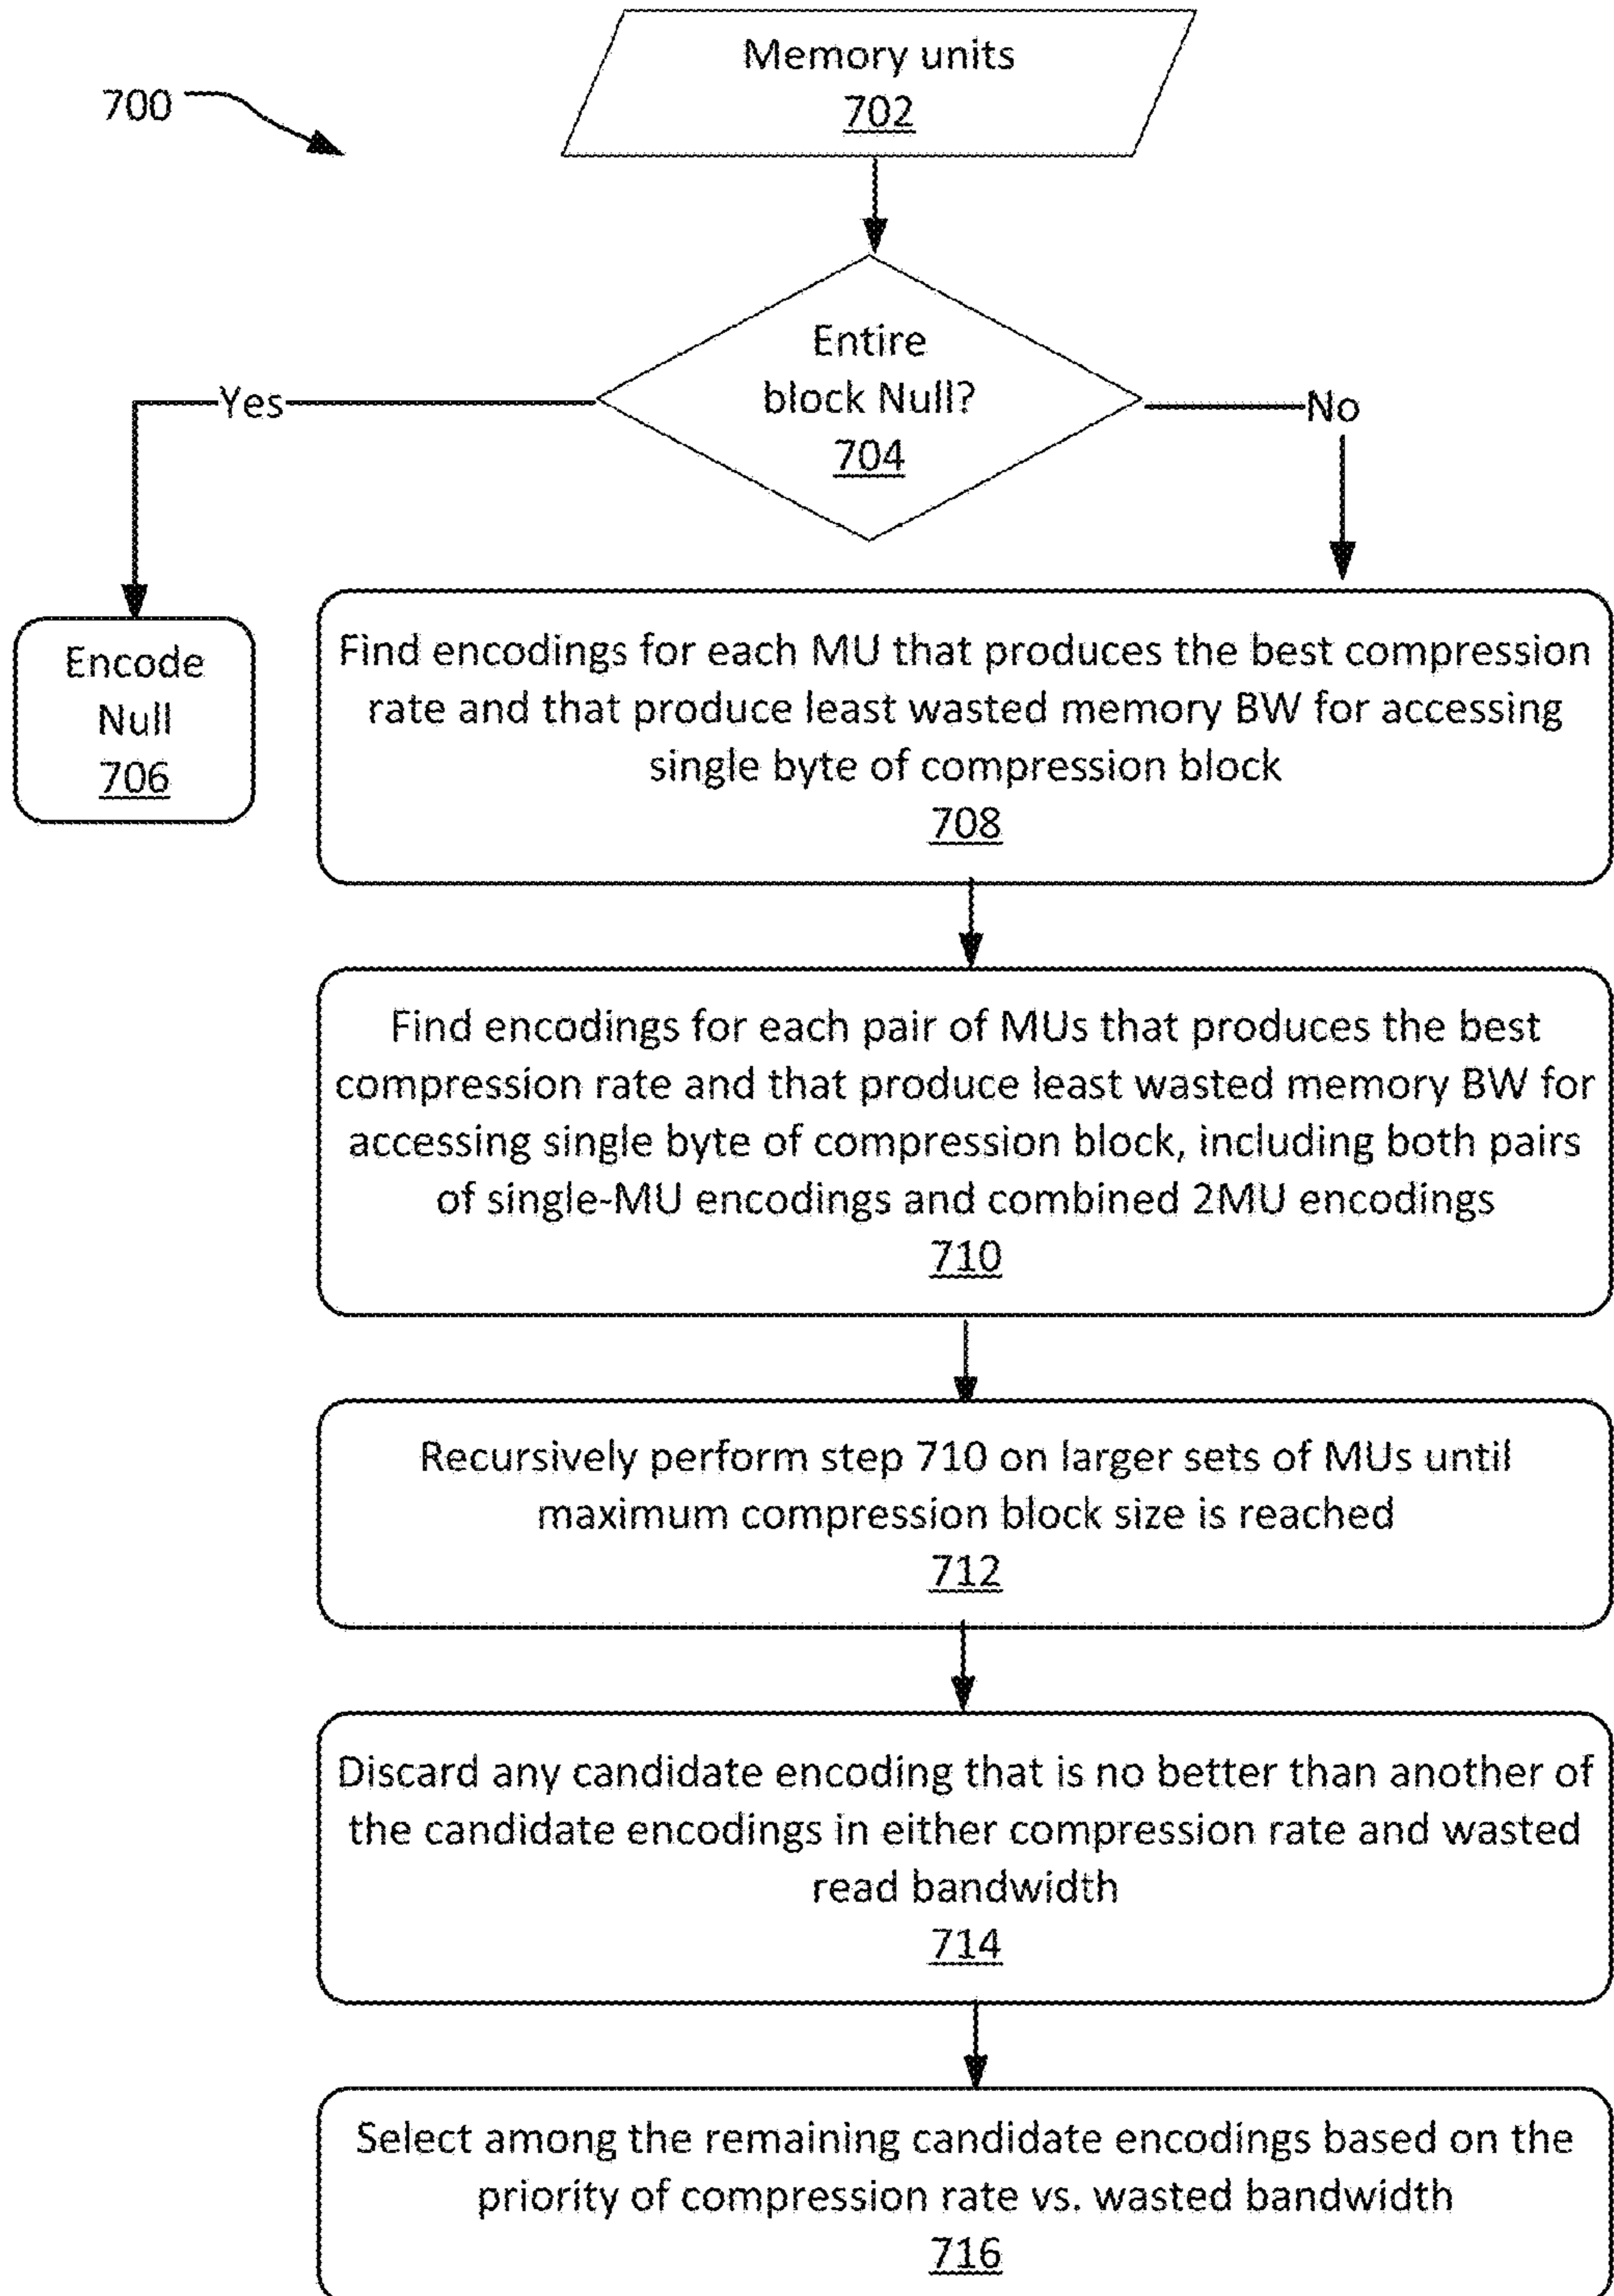 Memory units
702
700
Entire
block Null?
704
Yes
No
Encode
Null
706
Find encodings for each MU that produces the best compression
rate and that produce least wasted memory BW for accessing
single byte of compression block
708
Find encodings for each pair of MUs that produces the best
compression rate and that produce least wasted memory BW for
accessing single byte of compression block, including both pairs
of single-MU encodings and combined 2MU encodings
710
Recursively perform step 710 on larger sets of MUs until
maximum compression block size is reached
712
Discard any candidate encoding that is no better than another of
the candidate encodings in either compression rate and wasted
read bandwidth
714
Select among the remaining candidate encodings based on the
priority of compression rate vs. wasted bandwidth
716